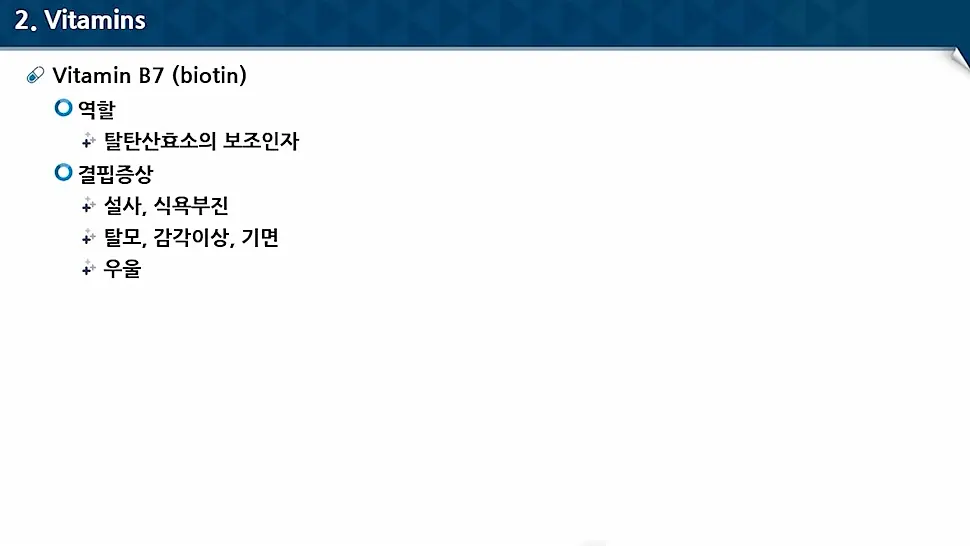 2. Vitamins
Vitamin B7 (biotin)
역할
탈탄산효소의 보조인자
결핍증상
설사, 식욕부진
탈모, 감각이상, 기면
우울